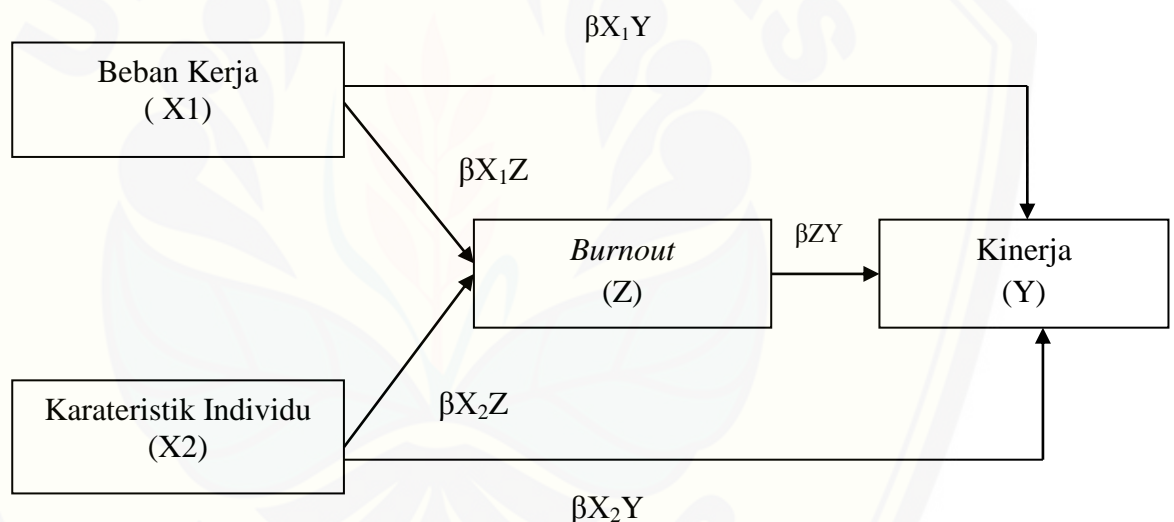 βX₁Y
Beban Kerja
( X1)
βX₁Z
Burnout
(Z)
βZY
Kinerja
(Y)
Karateristik Individu
(X2)
βX₂Z
βX₂Y